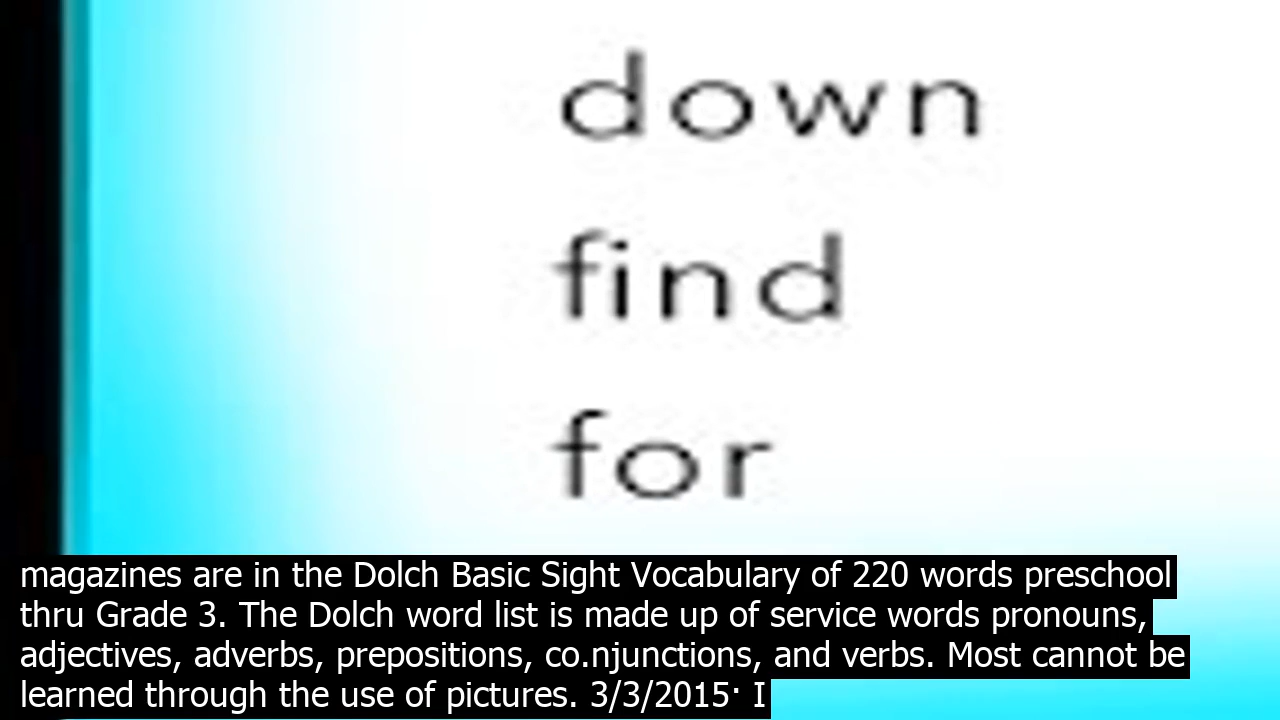 down
find
for
magazines are in the Dolch Basic Sight Vocabulary of 220 words preschool
thru Grade 3. The Dolch word list is made up of service words pronouns,
adjectives, adverbs, prepositions, co.njunctions, and verbs. Most cannot be
learned through the use of pictures. 3/3/2015· I